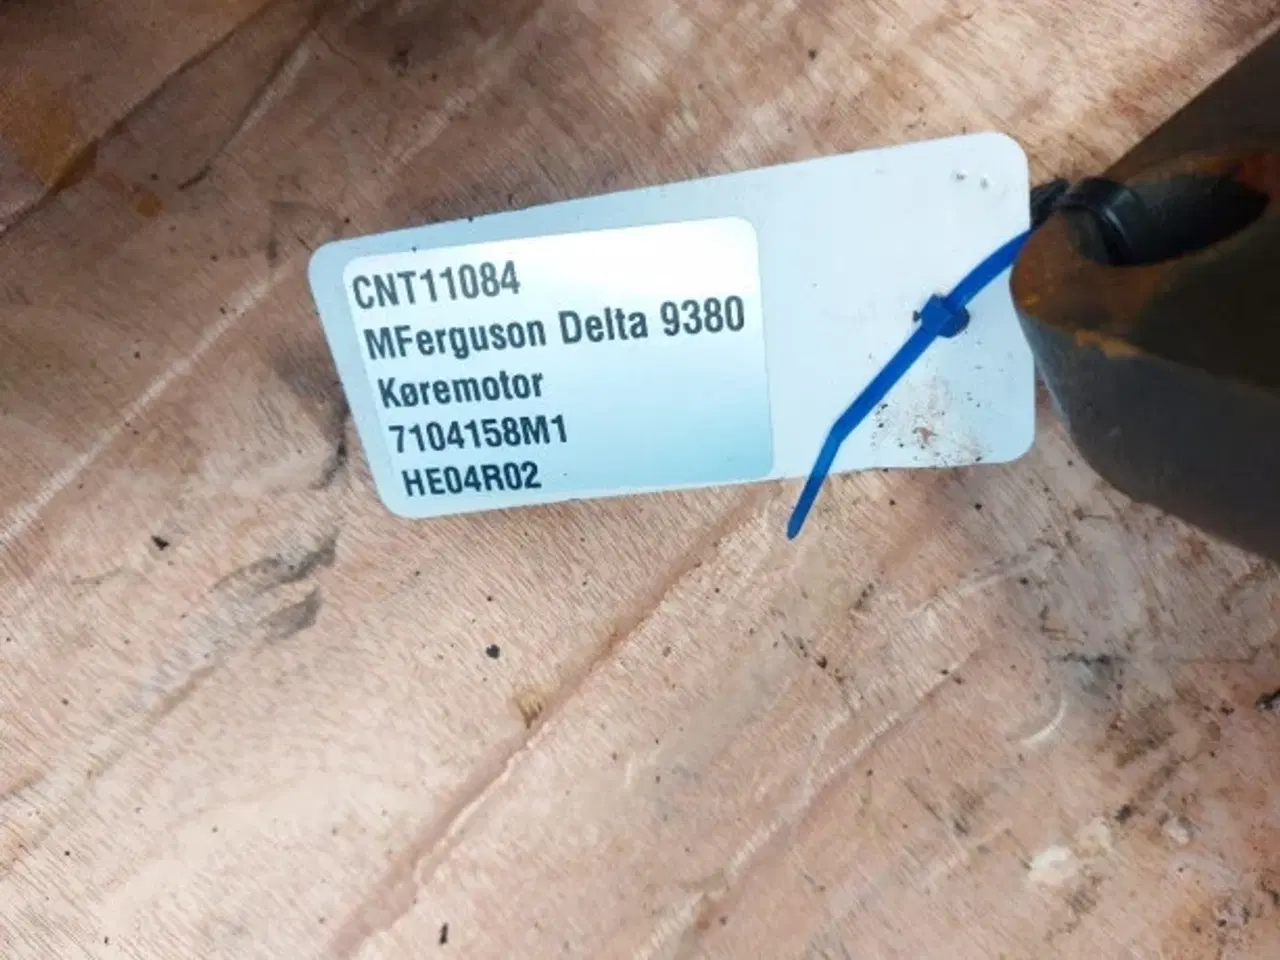 CNT11084
MFerguson Delta 9380
Køremotor
7104158M1
HE04R02